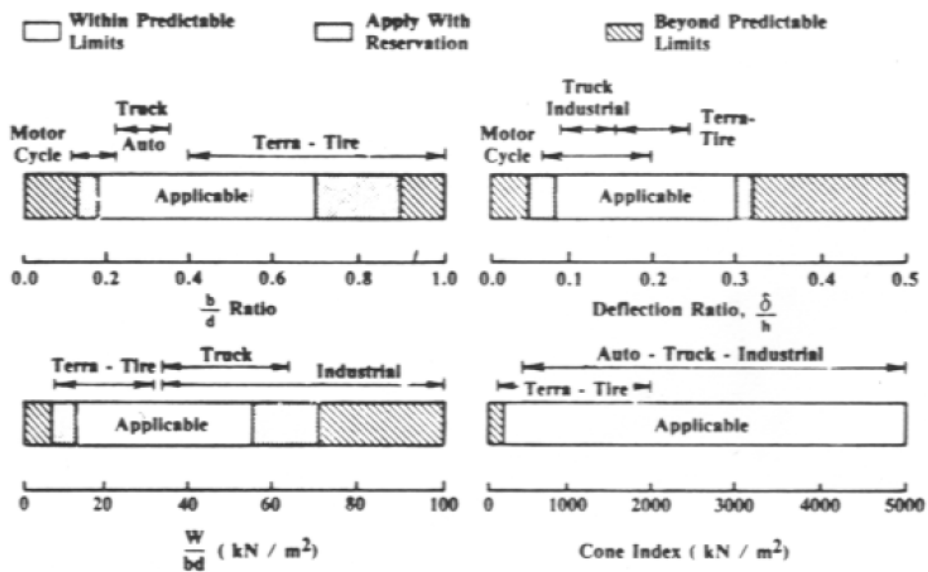 Within Predictable Limits
Apply With Reservation
Beyond Predictable Limits
Motor Cycle
Truck
Auto
Terra - Tire
Applicable
0.0 0.2 0.4 0.6 0.8 1.0
b/d Ratio
Motor Cycle
Truck
Industrial
Terra-Tire
Applicable
0.0 0.1 0.2 0.3 0.4 0.5
Deflection Ratio, δ/h
Terra - Tire
Truck
Industrial
Applicable
0 20 40 60 80 100
W/bd ( kN / m²)
Auto - Truck - Industrial
Terra - Tire
Applicable
0 1000 2000 3000 4000 5000
Cone Index ( kN / m²)